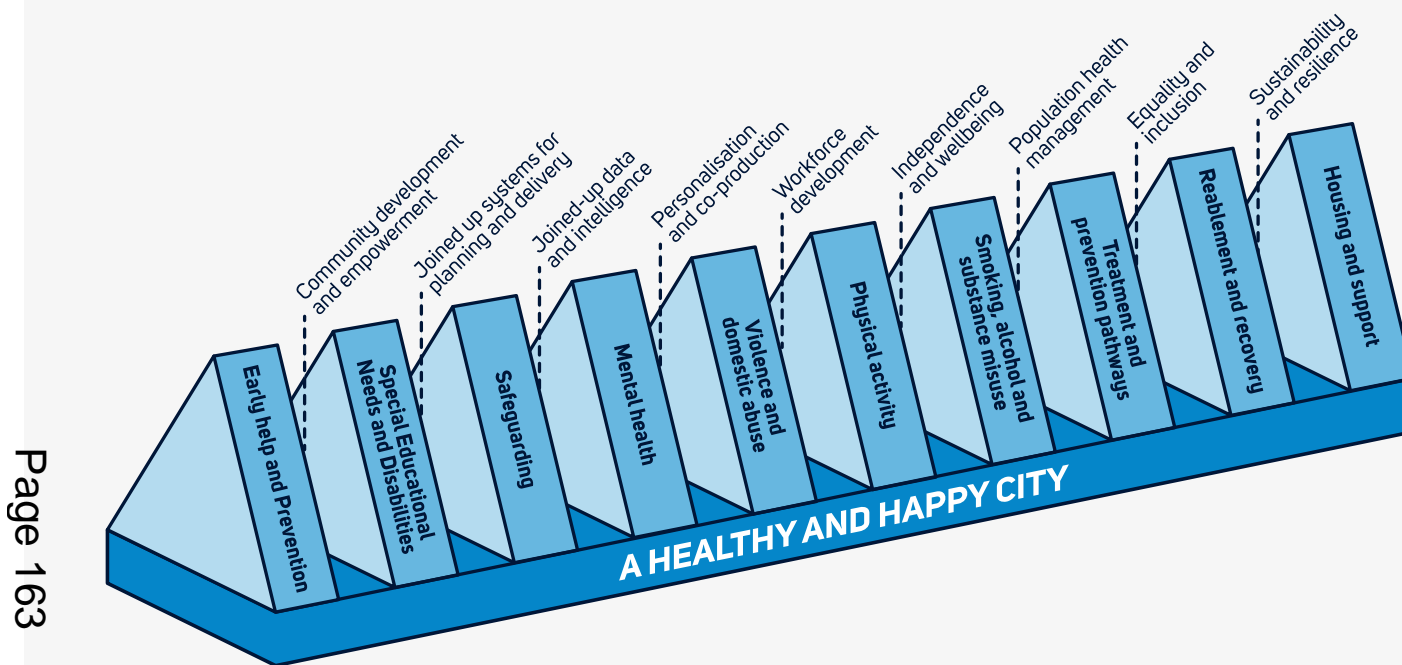 Community development
and empowerment
Joined up systems for
planning and delivery
Joined-up data
and intelligence
Personalisation
and co-production
Workforce
development
Independence
and wellbeing
Population health
management
Equality and
inclusion
Sustainability
and resilience
Early help and Prevention
Special Educational
Needs and Disabilities
Safeguarding
Mental health
Violence and
domestic abuse
Physical activity
Smoking, alcohol and
substance misuse
Treatment and
prevention pathways
Reablement and recovery
Housing and support
A HEALTHY AND HAPPY CITY
Page 163